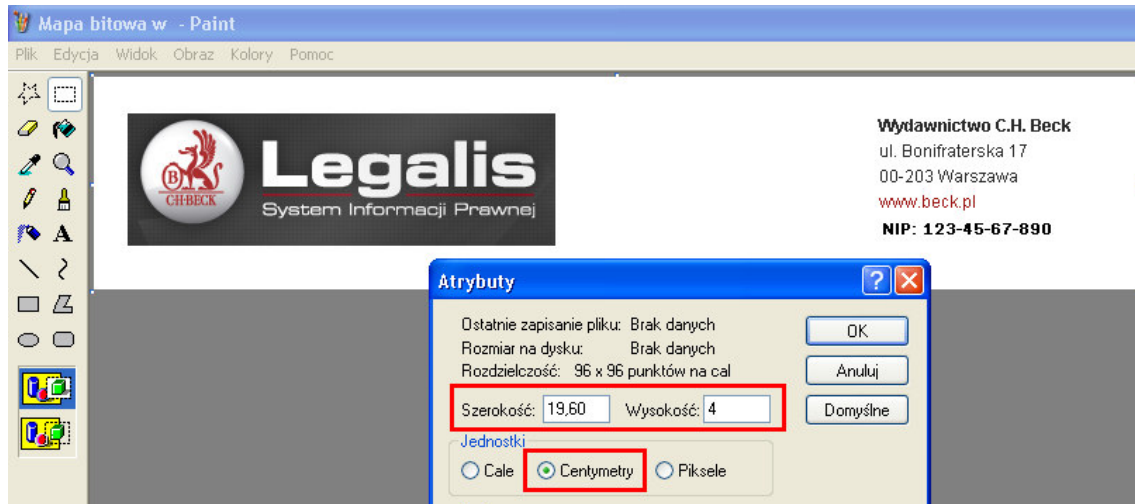 Mapa bitowa w - Paint
Plik Edycja Widok Obraz Kolory Pomoc
Legalis
System Informacji Prawnej
B
CH·BECK
Wydawnictwo C.H. Beck
ul. Bonifraterska 17
00-203 Warszawa
www.beck.pl
NIP: 123-45-67-890
A
Atrybuty
Ostatnie zapisanie pliku: Brak danych
Rozmiar na dysku: Brak danych
Rozdzielczość: 96 x 96 punktów na cal
Szerokość: 19,60 Wysokość: 4
Jednostki
Cale Centymetry Piksele
OK
Anuluj
Domyślne